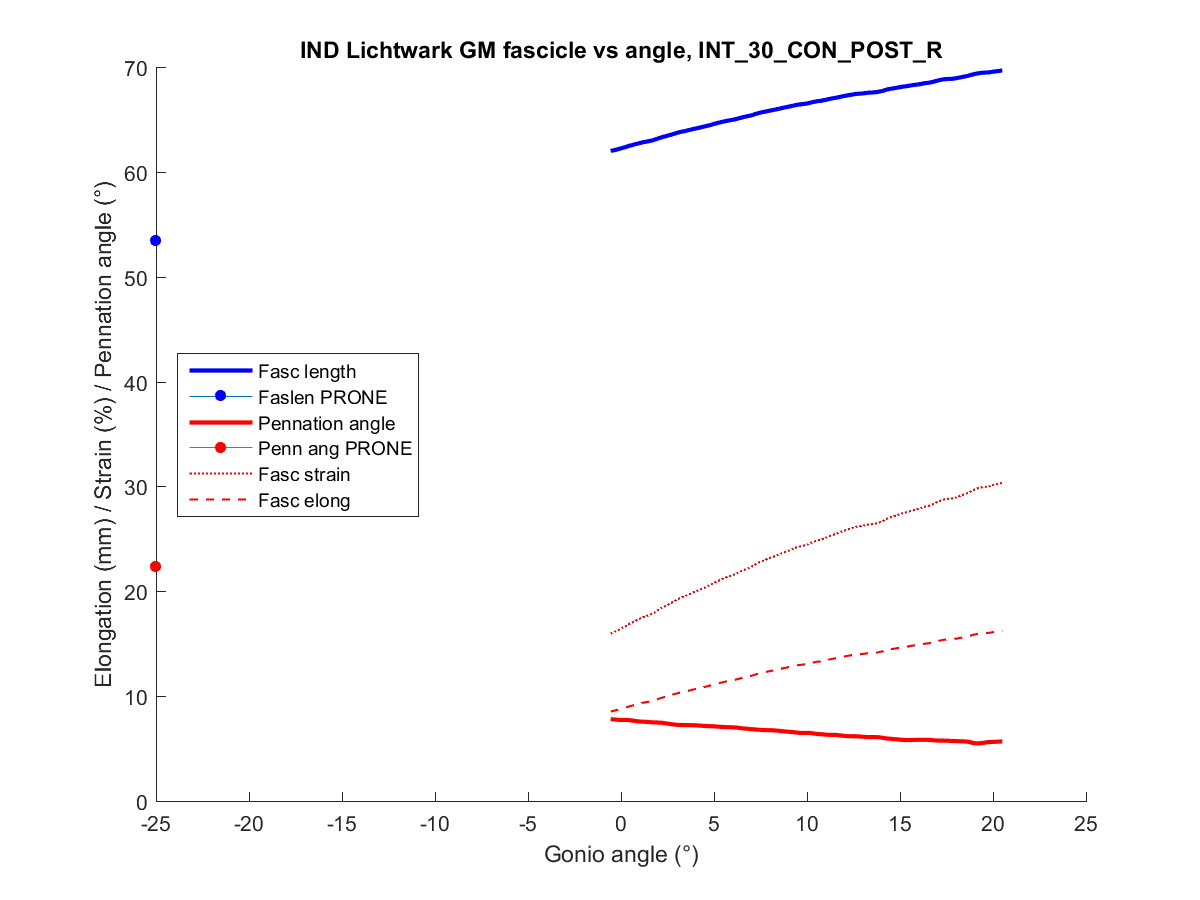 IND Lichtwark GM fascicle vs angle, INT_30_CON_POST_R
Elongation (mm) / Strain (%) / Pennation angle (°)
70
60
50
40
30
20
10
0
Fasc length
Faslen PRONE
Pennation angle
Penn ang PRONE
Fasc strain
Fasc elong
-25 -20 -15 -10 -5 0 5 10 15 20 25
Gonio angle (°)